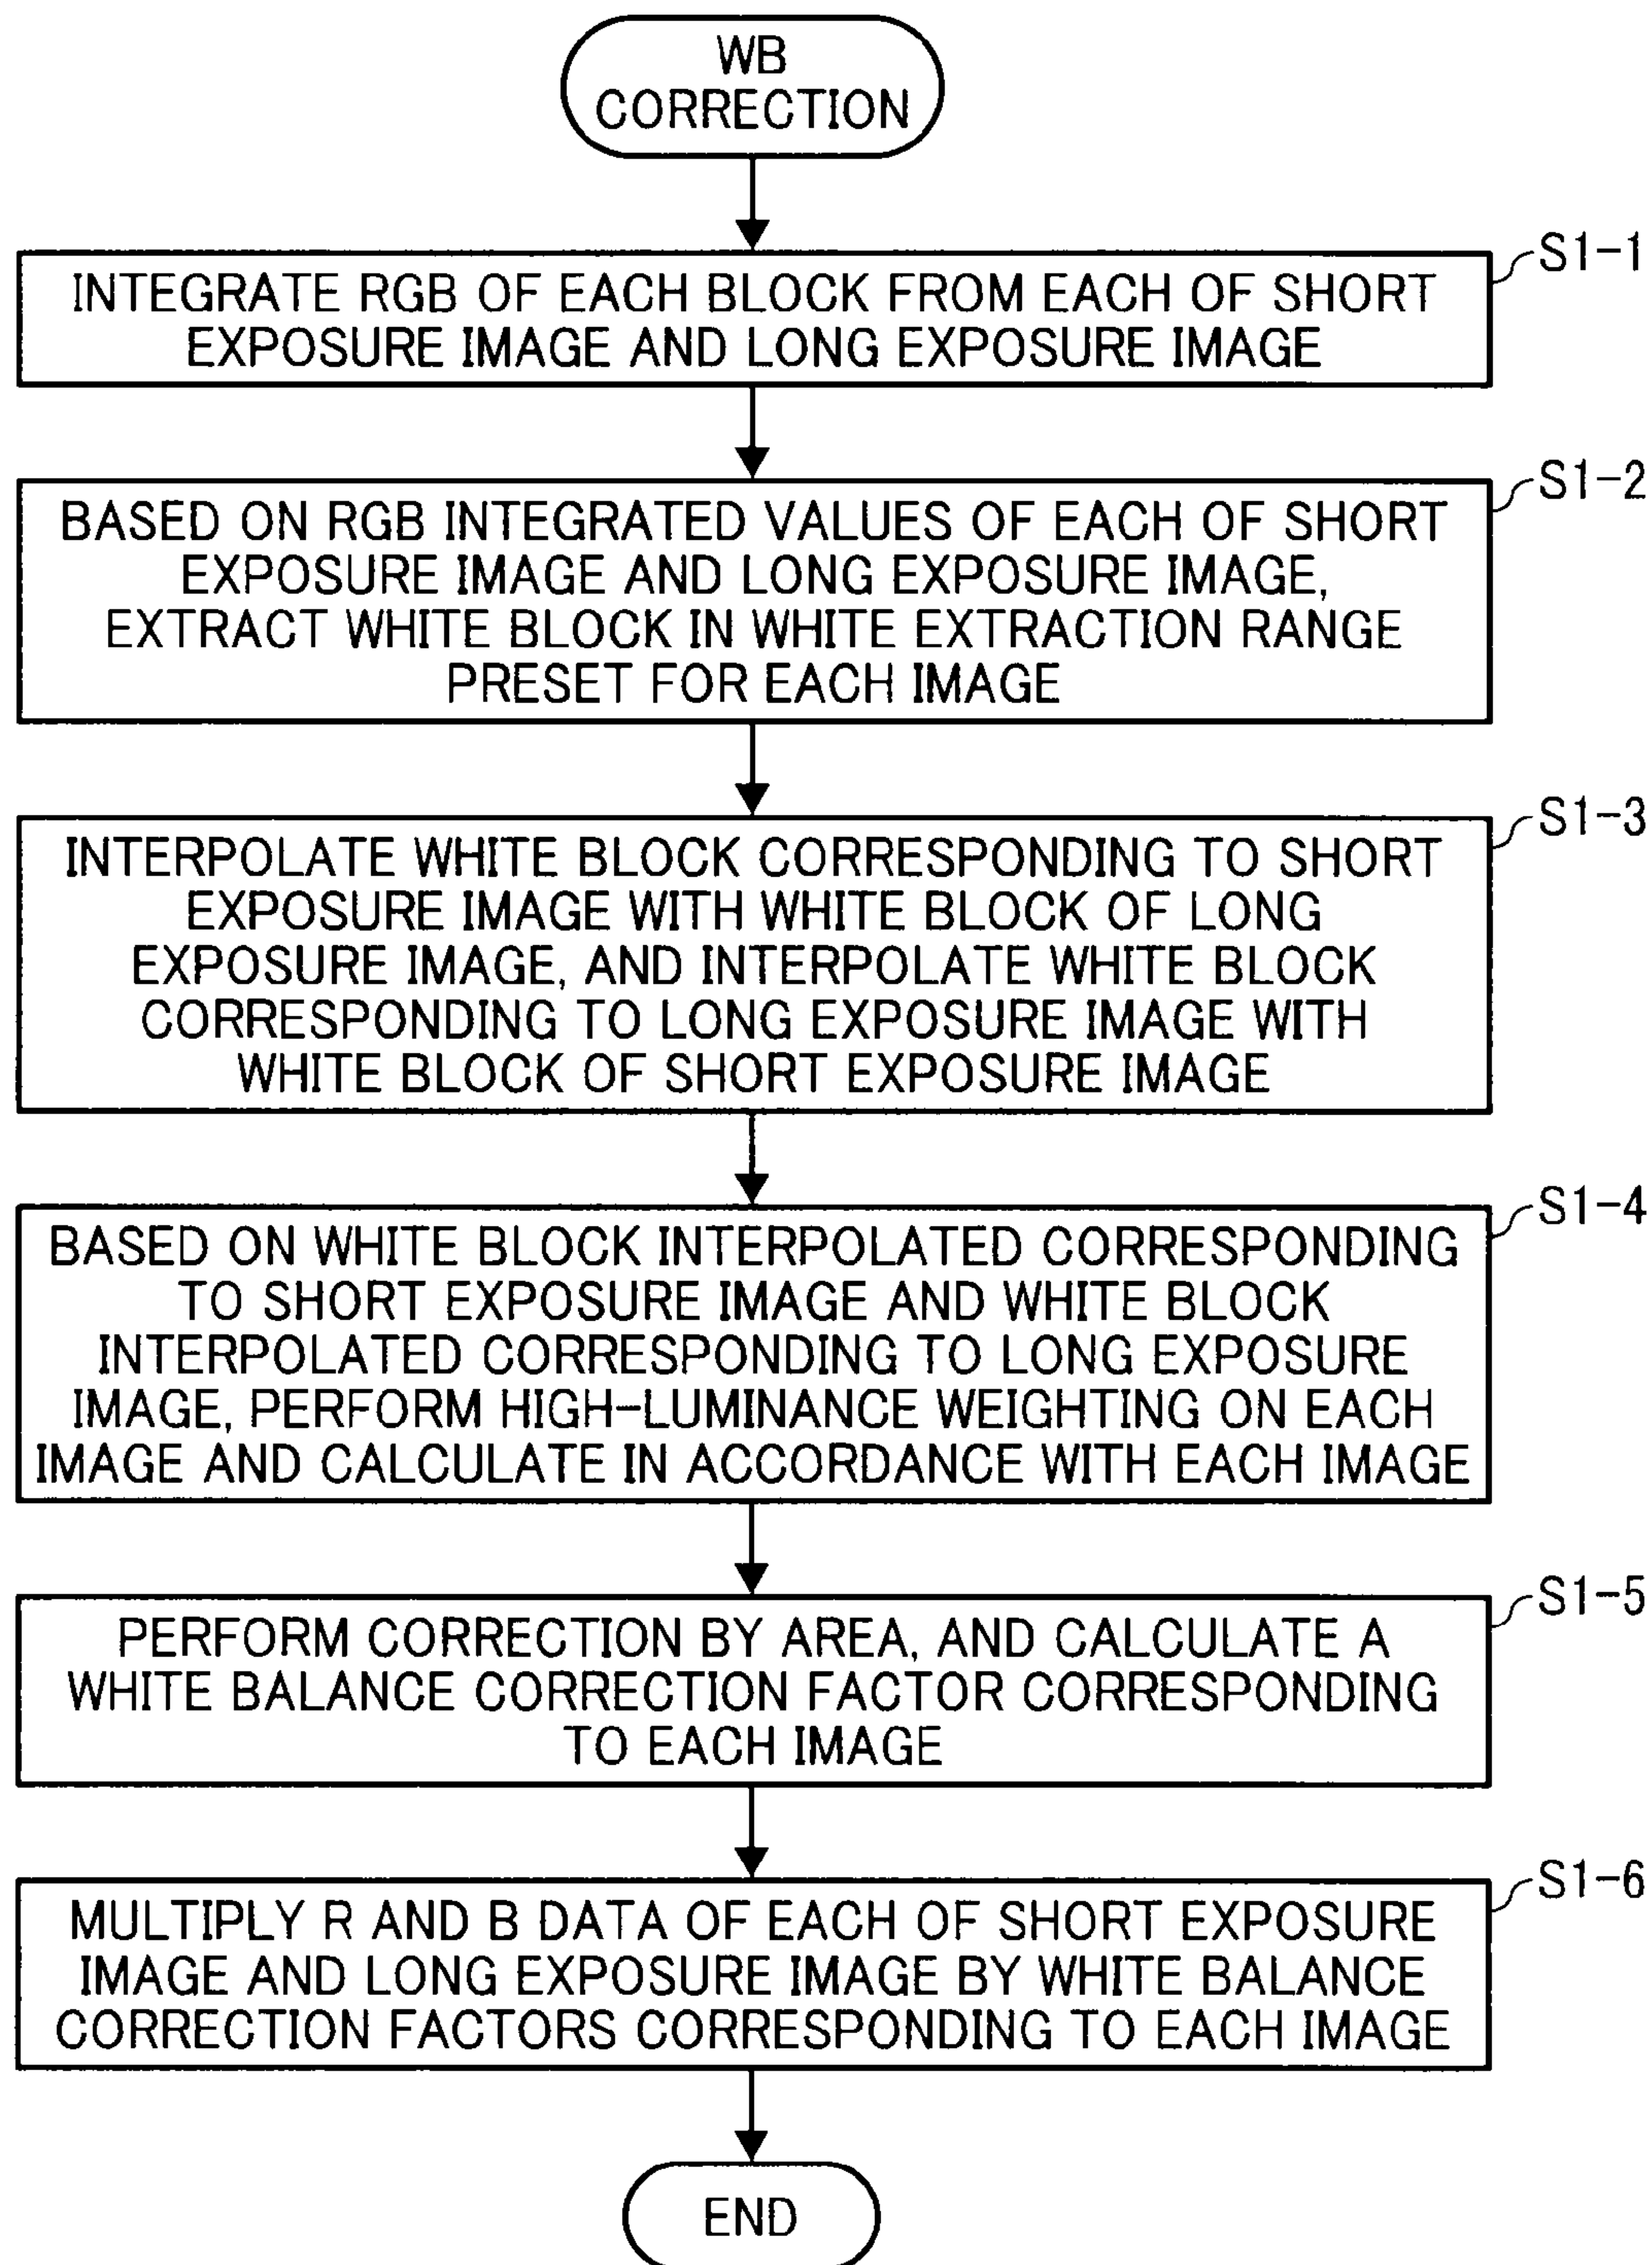 WB
CORRECTION
S1-1
INTEGRATE RGB OF EACH BLOCK FROM EACH OF SHORT
EXPOSURE IMAGE AND LONG EXPOSURE IMAGE
S1-2
BASED ON RGB INTEGRATED VALUES OF EACH OF SHORT
EXPOSURE IMAGE AND LONG EXPOSURE IMAGE,
EXTRACT WHITE BLOCK IN WHITE EXTRACTION RANGE
PRESET FOR EACH IMAGE
S1-3
INTERPOLATE WHITE BLOCK CORRESPONDING TO SHORT
EXPOSURE IMAGE WITH WHITE BLOCK OF LONG
EXPOSURE IMAGE, AND INTERPOLATE WHITE BLOCK
CORRESPONDING TO LONG EXPOSURE IMAGE WITH
WHITE BLOCK OF SHORT EXPOSURE IMAGE
S1-4
BASED ON WHITE BLOCK INTERPOLATED CORRESPONDING
TO SHORT EXPOSURE IMAGE AND WHITE BLOCK
INTERPOLATED CORRESPONDING TO LONG EXPOSURE
IMAGE, PERFORM HIGH-LUMINANCE WEIGHTING ON EACH
IMAGE AND CALCULATE IN ACCORDANCE WITH EACH IMAGE
S1-5
PERFORM CORRECTION BY AREA, AND CALCULATE A
WHITE BALANCE CORRECTION FACTOR CORRESPONDING
TO EACH IMAGE
S1-6
MULTIPLY R AND B DATA OF EACH OF SHORT EXPOSURE
IMAGE AND LONG EXPOSURE IMAGE BY WHITE BALANCE
CORRECTION FACTORS CORRESPONDING TO EACH IMAGE
END